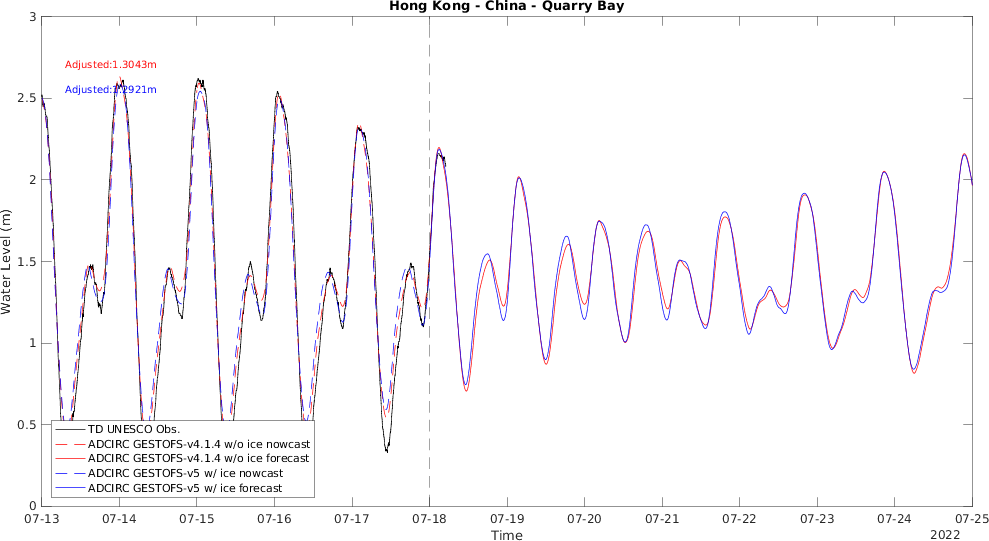 Hong Kong - China - Quarry Bay
3
2.5
2
1.5
1
0.5
0
Water Level (m)
Adjusted:1.3043m
Adjusted:1.2921m
TD UNESCO Obs.
ADCIRC GESTOFS-v4.1.4 w/o ice nowcast
ADCIRC GESTOFS-v4.1.4 w/o ice forecast
ADCIRC GESTOFS-v5 w/ ice nowcast
ADCIRC GESTOFS-v5 w/ ice forecast
07-13 07-14 07-15 07-16 07-17 07-18 07-19 07-20 07-21 07-22 07-23 07-24 07-25
Time
2022